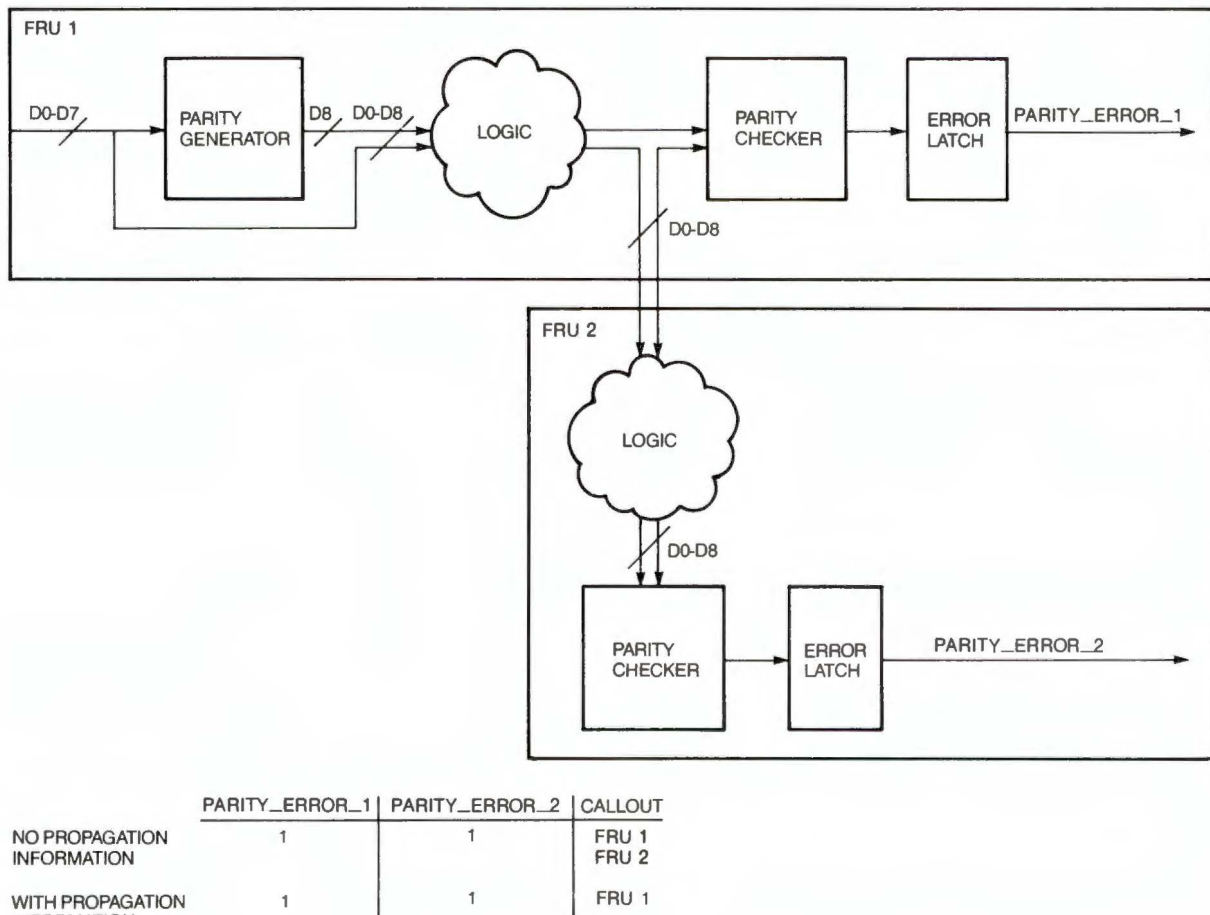 FRU 1
D0-D7
PARITY
GENERATOR
D8
D0-D8
LOGIC
PARITY
CHECKER
ERROR
LATCH
PARITY_ERROR_1
D0-D8
FRU 2
LOGIC
D0-D8
PARITY
CHECKER
ERROR
LATCH
PARITY_ERROR_2
PARITY_ERROR_1 PARITY_ERROR_2 CALLOUT
NO PROPAGATION 1 1 FRU 1
INFORMATION FRU 2
WITH PROPAGATION 1 1 FRU 1